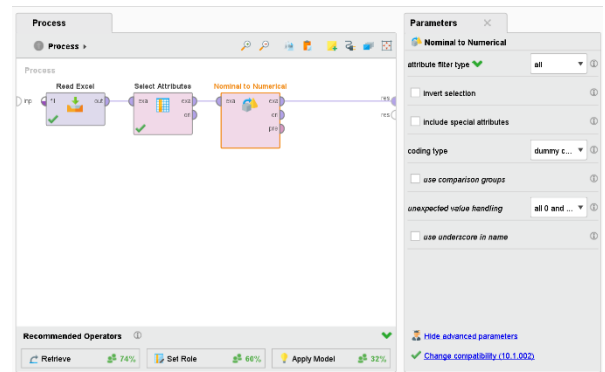 Process
Process
Process
Read Excel
Select Attributes
Nominal to Numerical
inp
fil
out
exa
exa
ori
exa
exa
ori
pre
res
res
Recommended Operators
Retrieve
74%
Set Role
66%
Apply Model
32%
Parameters
Nominal to Numerical
attribute filter type
all
invert selection
include special attributes
coding type
dummy c...
use comparison groups
unexpected value handling
all 0 and ...
use underscore in name
Hide advanced parameters
Change compatibility (10.1.002)